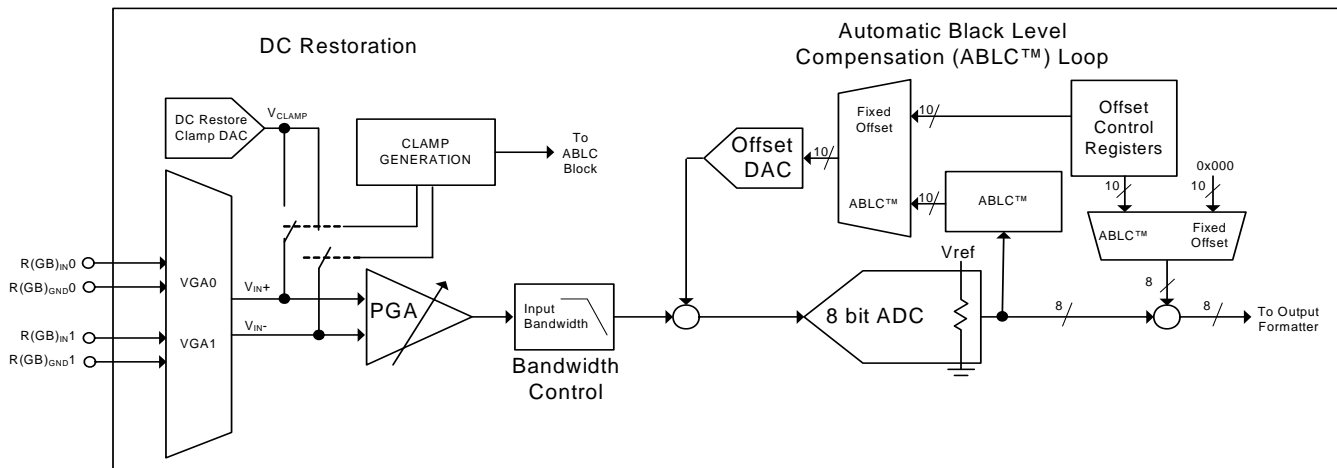 DC Restoration
Automatic Black Level
Compensation (ABLC™) Loop
DC Restore
Clamp DAC
VCLAMP
CLAMP
GENERATION
To
ABLC
Block
Offset
DAC
10
Fixed
Offset
ABLC™
10
10
Offset
Control
Registers
ABLC™
10
0x000
10
ABLC™
Fixed
Offset
8
R(GB)IN0
R(GB)GND0
R(GB)IN1
R(GB)GND1
VGA0
VGA1
VIN+
VIN-
PGA
Input
Bandwidth
Bandwidth
Control
8 bit ADC
Vref
8
8
To Output
Formatter